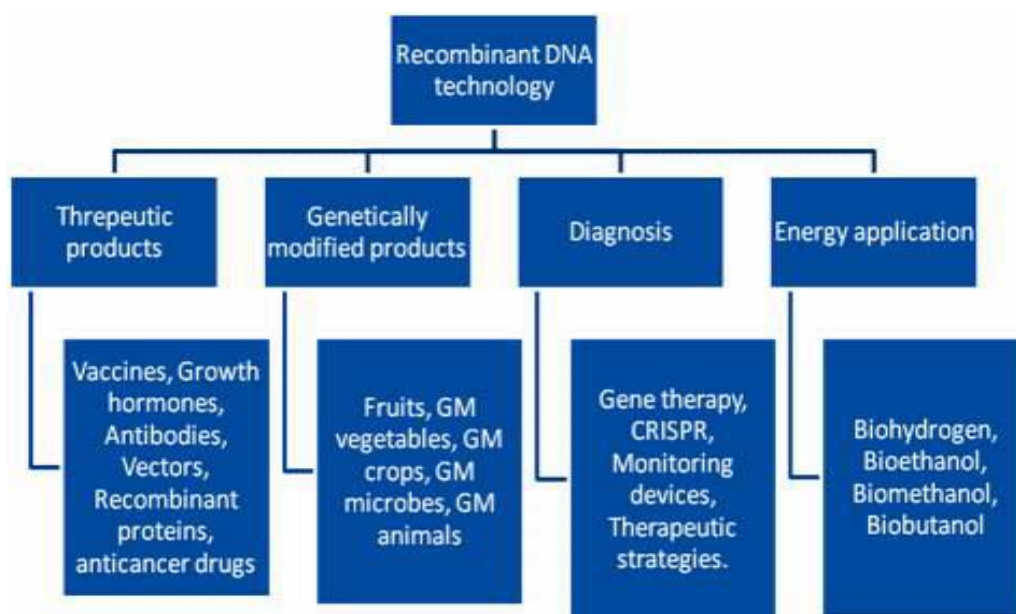 Recombinant DNA
technology
Threpeutic
products
Genetically
modified products
Diagnosis
Energy application
Vaccines, Growth
hormones,
Antibodies,
Vectors,
Recombinant
proteins,
anticancer drugs
Fruits, GM
vegetables, GM
crops, GM
microbes, GM
animals
Gene therapy,
CRISPR,
Monitoring
devices,
Therapeutic
strategies.
Biohydrogen,
Bioethanol,
Biomethanol,
Biobutanol